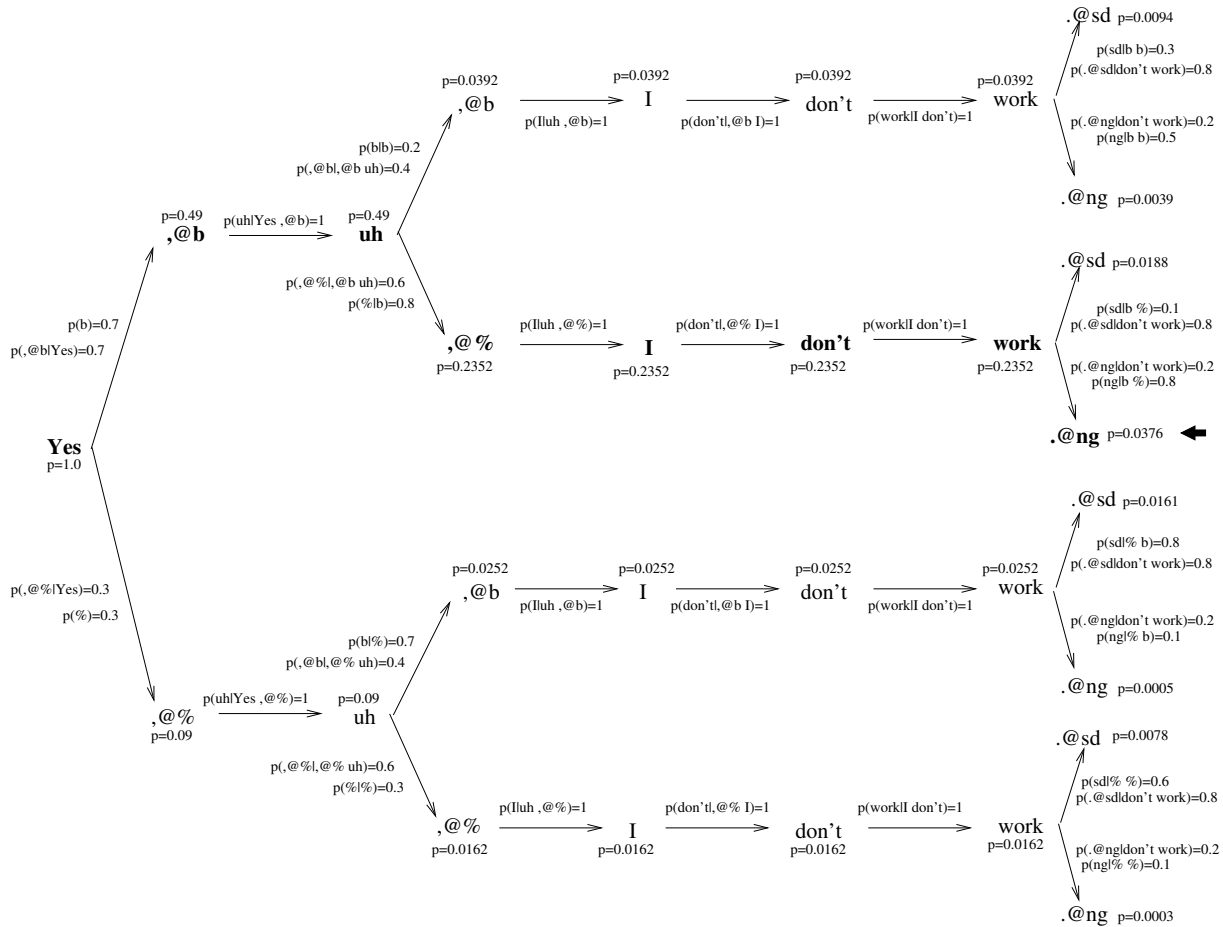 .@sd p=0.0094
p(sd|b b)=0.3
p(.@sd|don't work)=0.8
p=0.0392
,@b
p(I|uh ,@b)=1
p=0.0392
I
p(don't|,@b I)=1
p=0.0392
don't
p(work|I don't)=1
p=0.0392
work
p(.@ng|don't work)=0.2
p(ng|b b)=0.5
.@ng p=0.0039
p(b|b)=0.2
p(,@b|,@b uh)=0.4
p=0.49
,@b
p(uh|Yes ,@b)=1
p=0.49
uh
p(,@%|,@b uh)=0.6
p(%|b)=0.8
.@sd p=0.0188
p(sd|b %)=0.1
p(.@sd|don't work)=0.8
p(b)=0.7
p(,@b|Yes)=0.7
,@%
p=0.2352
p(I|uh ,@%)=1
I
p=0.2352
p(don't|,@% I)=1
don't
p=0.2352
p(work|I don't)=1
work
p=0.2352
p(.@ng|don't work)=0.2
p(ng|b %)=0.8
.@ng p=0.0376
Yes
p=1.0
.@sd p=0.0161
p(sd|% b)=0.8
p(.@sd|don't work)=0.8
p(,@%|Yes)=0.3
p(%)=0.3
p=0.0252
,@b
p(I|uh ,@b)=1
p=0.0252
I
p(don't|,@b I)=1
p=0.0252
don't
p(work|I don't)=1
p=0.0252
work
p(.@ng|don't work)=0.2
p(ng|% b)=0.1
.@ng p=0.0005
p(b|%)=0.7
p(,@b|,@% uh)=0.4
,@%
p=0.09
p(uh|Yes ,@%)=1
p=0.09
uh
p(,@%|,@% uh)=0.6
p(%|%)=0.3
.@sd p=0.0078
p(sd|% %)=0.6
p(.@sd|don't work)=0.8
,@%
p=0.0162
p(I|uh ,@%)=1
I
p=0.0162
p(don't|,@% I)=1
don't
p=0.0162
p(work|I don't)=1
work
p=0.0162
p(.@ng|don't work)=0.2
p(ng|% %)=0.1
.@ng p=0.0003